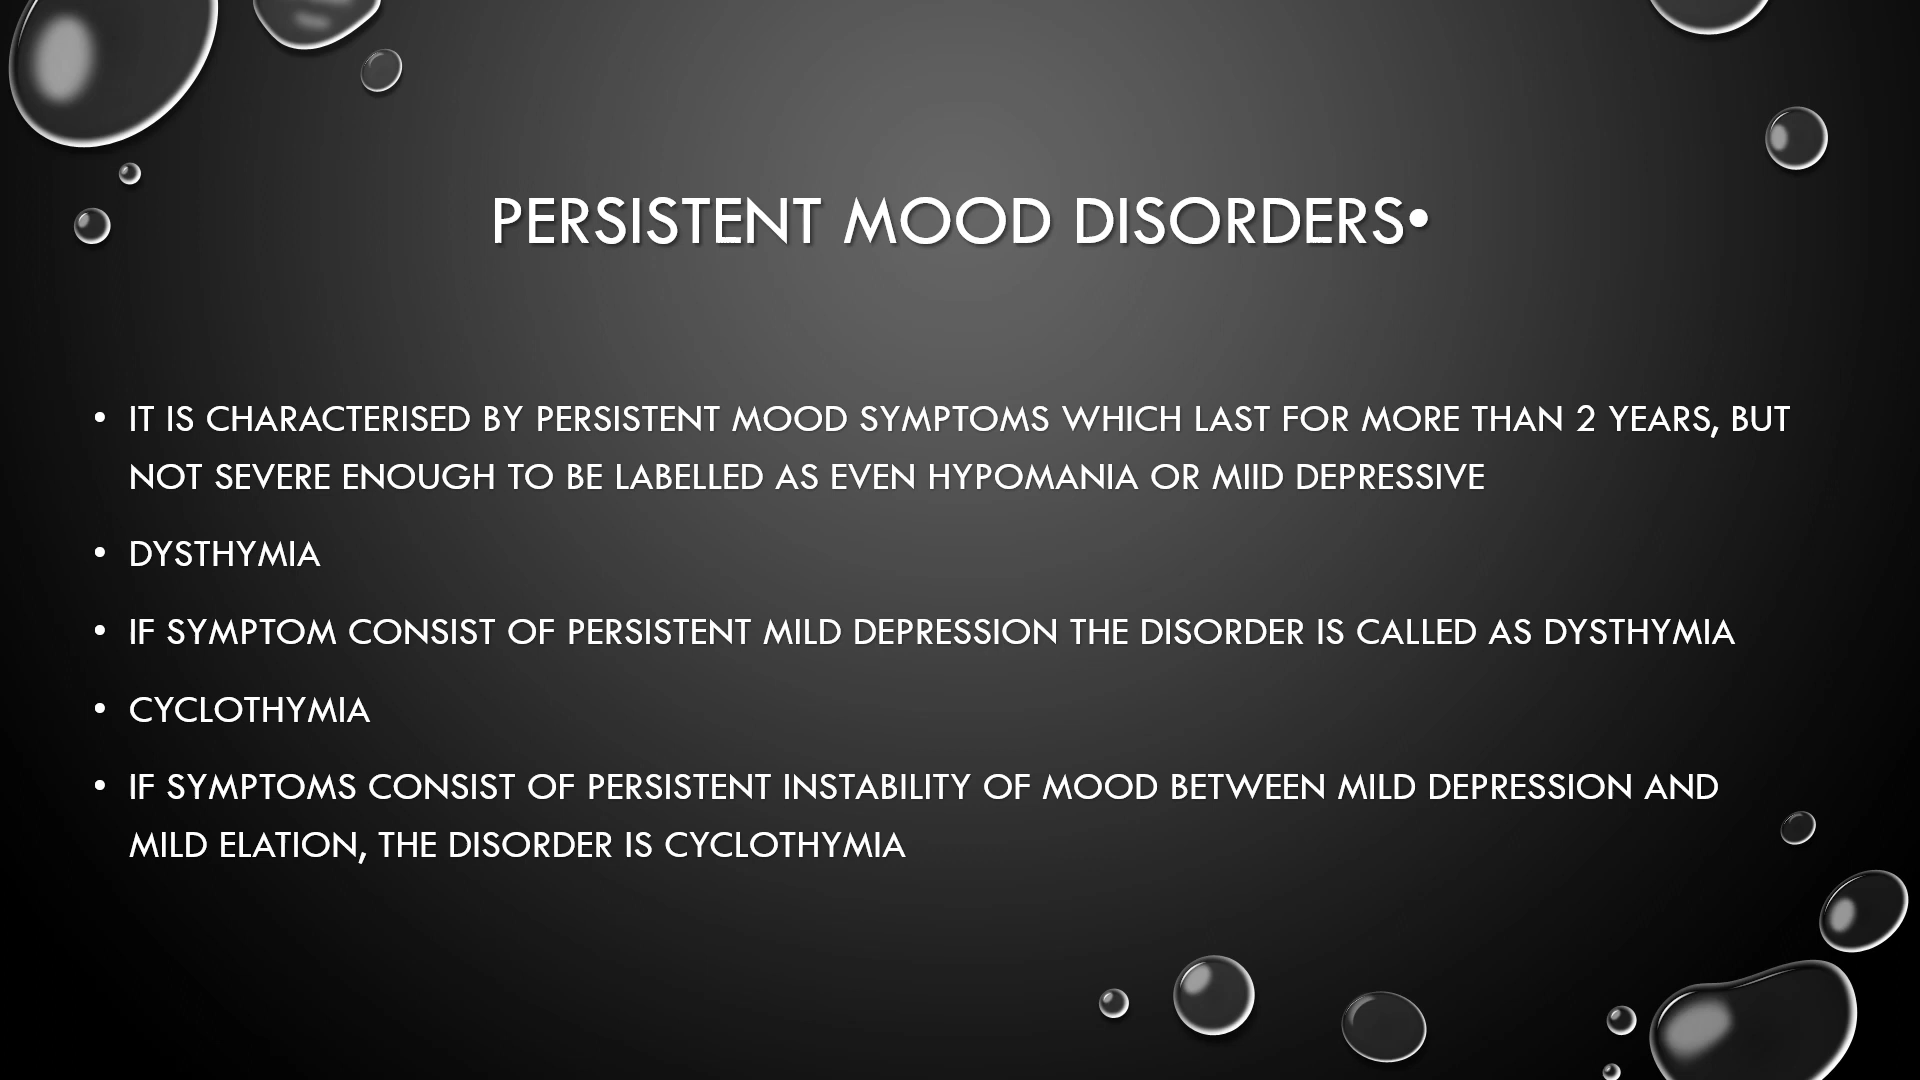 PERSISTENT MOOD DISORDERS•
• IT IS CHARACTERISED BY PERSISTENT MOOD SYMPTOMS WHICH LAST FOR MORE THAN 2 YEARS, BUT
NOT SEVERE ENOUGH TO BE LABELLED AS EVEN HYPOMANIA OR MIID DEPRESSIVE
• DYSTHYMIA
• IF SYMPTOM CONSIST OF PERSISTENT MILD DEPRESSION THE DISORDER IS CALLED AS DYSTHYMIA
• CYCLOTHYMIA
• IF SYMPTOMS CONSIST OF PERSISTENT INSTABILITY OF MOOD BETWEEN MILD DEPRESSION AND
MILD ELATION, THE DISORDER IS CYCLOTHYMIA